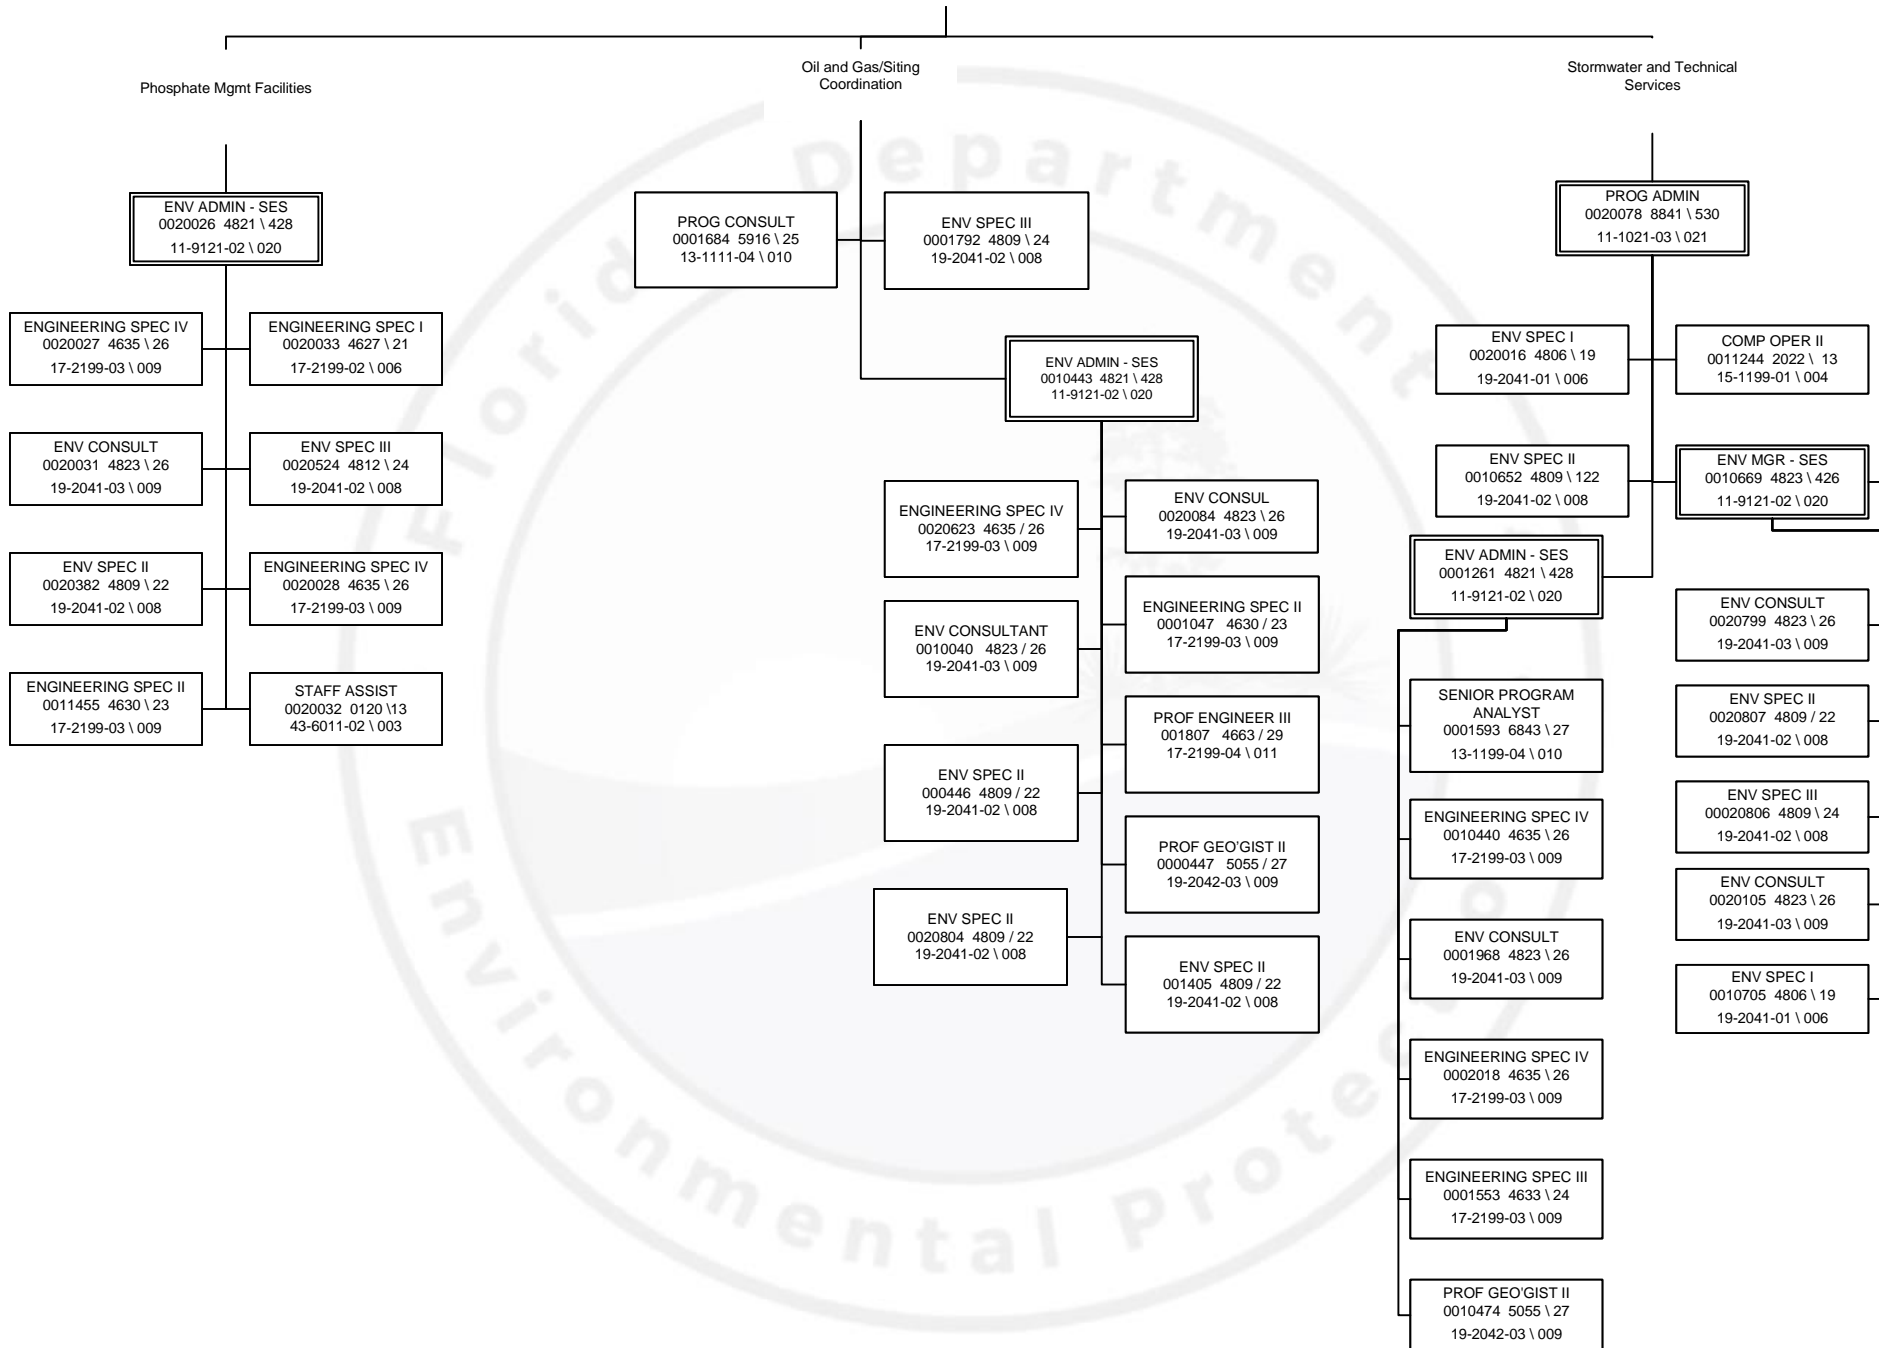 Phosphate Mgmt Facilities
Oil and Gas/Siting
Coordination
Stormwater and Technical
Services
ENV ADMIN - SES
0020026 4821 \ 428
11-9121-02 \ 020
ENGINEERING SPEC IV
0020027 4635 \ 26
17-2199-03 \ 009
ENGINEERING SPEC I
0020033 4627 \ 21
17-2199-02 \ 006
ENV CONSULT
0020031 4823 \ 26
19-2041-03 \ 009
ENV SPEC III
0020524 4812 \ 24
19-2041-02 \ 008
ENV SPEC II
0020382 4809 \ 22
19-2041-02 \ 008
ENGINEERING SPEC IV
0020028 4635 \ 26
17-2199-03 \ 009
ENGINEERING SPEC II
0011455 4630 \ 23
17-2199-03 \ 009
STAFF ASSIST
0020032 0120 \13
43-6011-02 \ 003
PROG CONSULT
0001684 5916 \ 25
13-1111-04 \ 010
ENV SPEC III
0001792 4809 \ 24
19-2041-02 \ 008
ENV ADMIN - SES
0010443 4821 \ 428
11-9121-02 \ 020
ENGINEERING SPEC IV
0020623 4635 / 26
17-2199-03 \ 009
ENV CONSUL
0020084 4823 \ 26
19-2041-03 \ 009
ENV CONSULTANT
0010040 4823 / 26
19-2041-03 \ 009
ENGINEERING SPEC II
0001047 4630 / 23
17-2199-03 \ 009
PROF ENGINEER III
001807 4663 / 29
17-2199-04 \ 011
ENV SPEC II
000446 4809 / 22
19-2041-02 \ 008
PROF GEO'GIST II
0000447 5055 / 27
19-2042-03 \ 009
ENV SPEC II
0020804 4809 / 22
19-2041-02 \ 008
ENV SPEC II
001405 4809 / 22
19-2041-02 \ 008
PROG ADMIN
0020078 8841 \ 530
11-1021-03 \ 021
ENV SPEC I
0020016 4806 \ 19
19-2041-01 \ 006
COMP OPER II
0011244 2022 \ 13
15-1199-01 \ 004
ENV SPEC II
0010652 4809 \ 122
19-2041-02 \ 008
ENV MGR - SES
0010669 4823 \ 426
11-9121-02 \ 020
ENV ADMIN - SES
0001261 4821 \ 428
11-9121-02 \ 020
SENIOR PROGRAM
ANALYST
0001593 6843 \ 27
13-1199-04 \ 010
ENGINEERING SPEC IV
0010440 4635 \ 26
17-2199-03 \ 009
ENV CONSULT
0001968 4823 \ 26
19-2041-03 \ 009
ENGINEERING SPEC IV
0002018 4635 \ 26
17-2199-03 \ 009
ENGINEERING SPEC III
0001553 4633 \ 24
17-2199-03 \ 009
PROF GEO'GIST II
0010474 5055 \ 27
19-2042-03 \ 009
ENV CONSULT
0020799 4823 \ 26
19-2041-03 \ 009
ENV SPEC II
0020807 4809 / 22
19-2041-02 \ 008
ENV SPEC III
00020806 4809 \ 24
19-2041-02 \ 008
ENV CONSULT
0020105 4823 \ 26
19-2041-03 \ 009
ENV SPEC I
0010705 4806 \ 19
19-2041-01 \ 006
Florida Department
Environmental Protectio